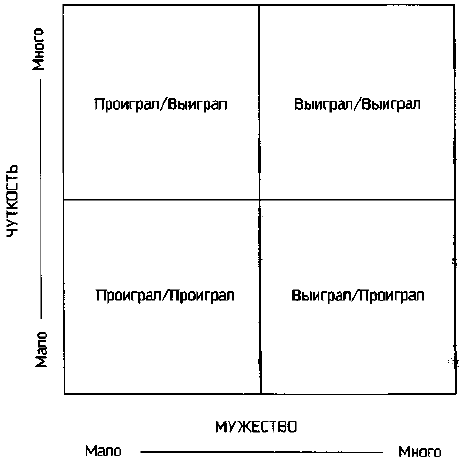 Много
Проиграл/Выиграл
Выиграл/Выиграл
ЧУТКОСТЬ
Проиграл/Проиграл
Выиграл/Проиграл
Мало
МУЖЕСТВО
Мало
Много